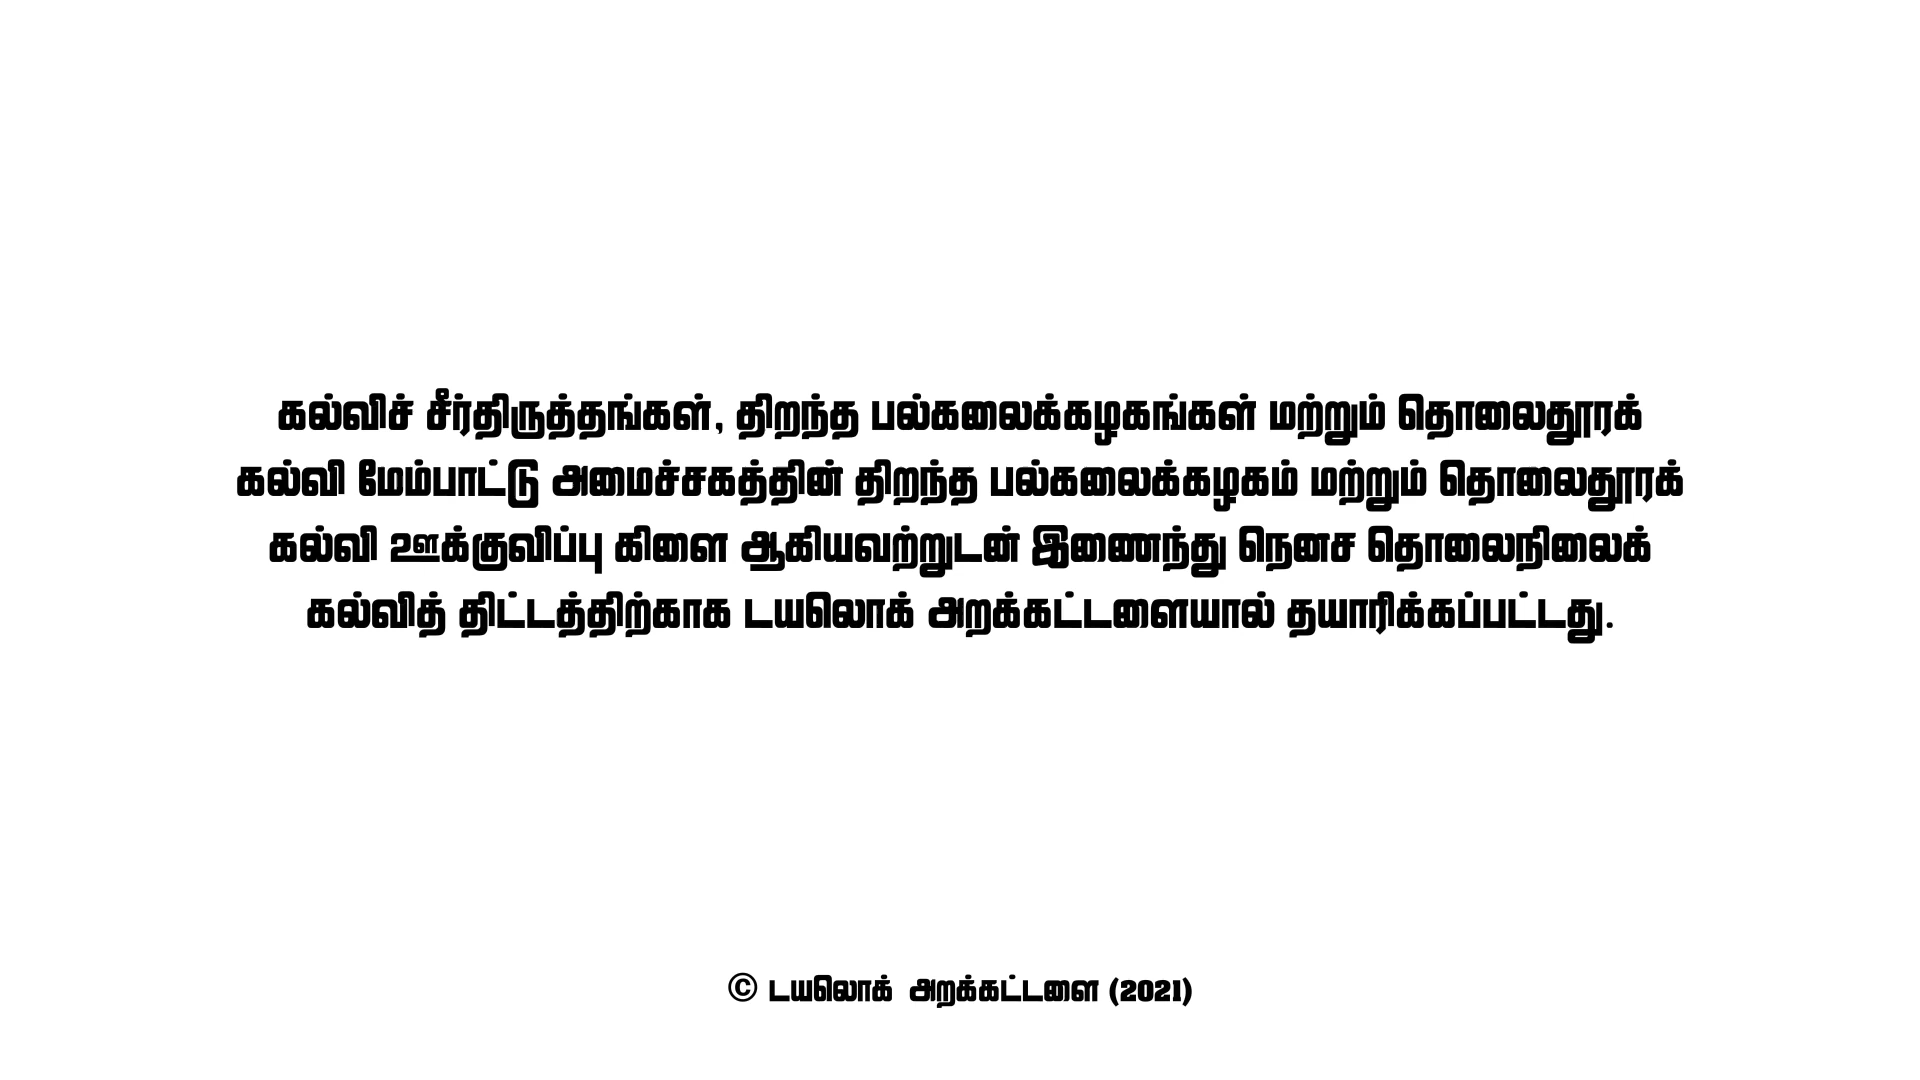 கல்விச் சீர்திருத்தங்கள், திறந்த பல்கலைக்கழகங்கள் மற்றும் தொலைதூரக்
கல்வி மேம்பாட்டு அமைச்சகத்தின் திறந்த பல்கலைக்கழகம் மற்றும் தொலைதூரக்
கல்வி ஊக்குவிப்பு கிளை ஆகியவற்றுடன் இணைந்து நெனச தொலைநிலைக்
கல்வித் திட்டத்திற்காக டயலொக் அறக்கட்டளையால் தயாரிக்கப்பட்டது.
© டயலொக் அறக்கட்டளை (2021)